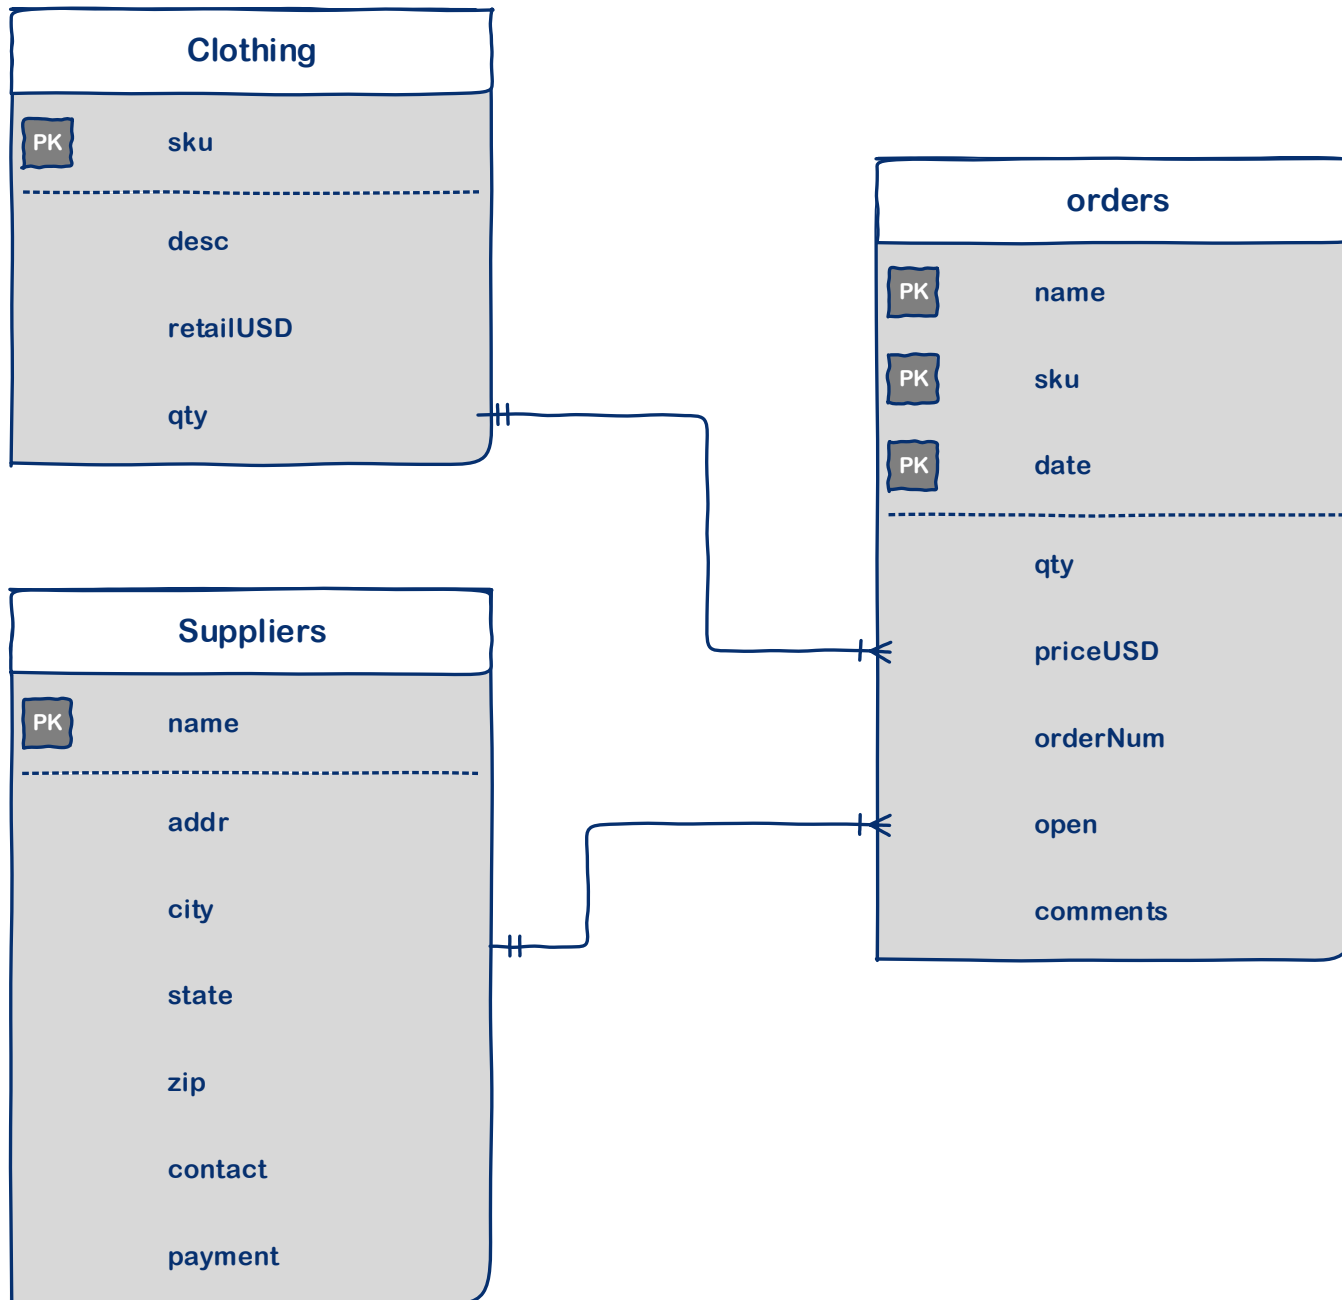 Clothing
PK sku
desc
retailUSD
qty
orders
PK name
PK sku
PK date
qty
priceUSD
orderNum
open
comments
Suppliers
PK name
addr
city
state
zip
contact
payment